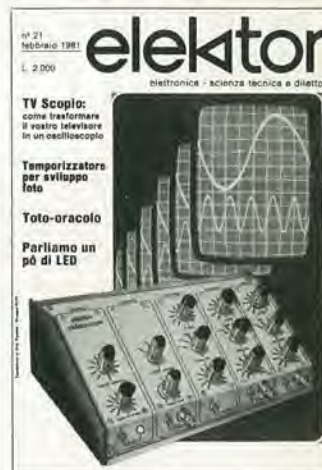 n° 21
febbraio 1981
L. 2.000
elektor
elettronica - scienza tecnica e diletto
TV Scopio:
come trasformare
il vostro televisore
in un oscilloscopio
Temporizzatore
per sviluppo
foto
Toto-oracolo
Parliamo un
pò di LED